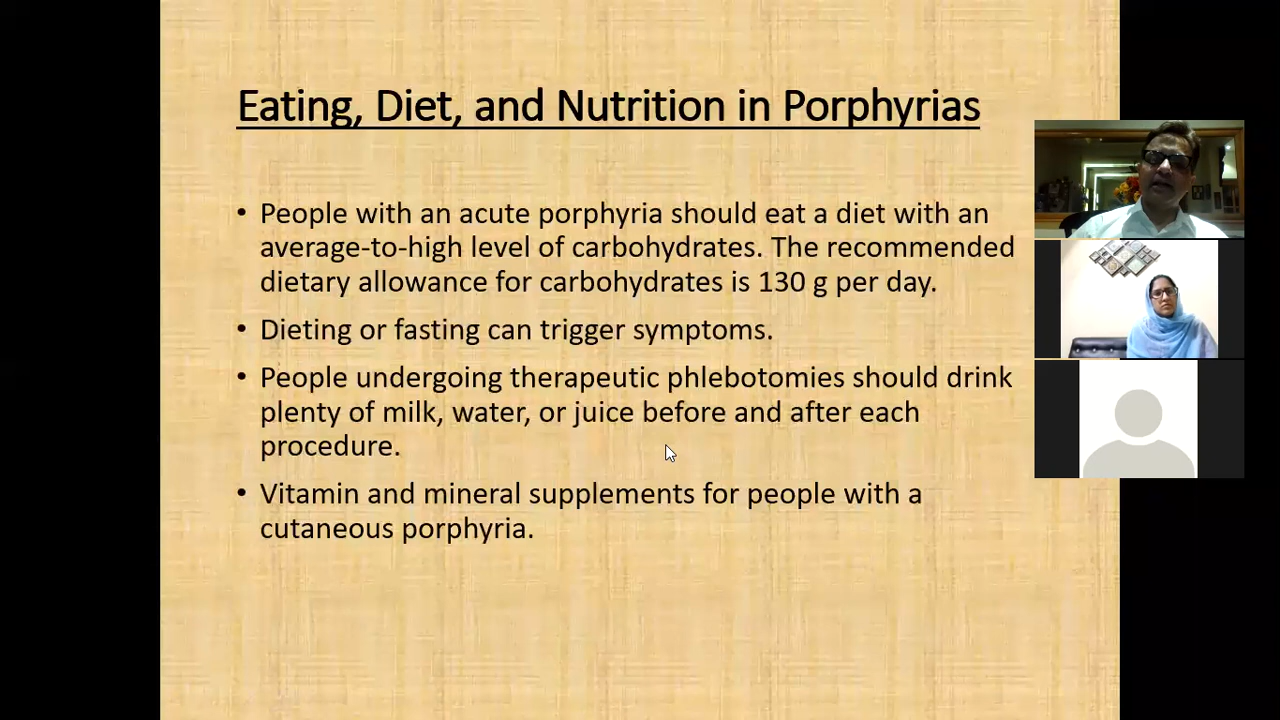 Eating, Diet, and Nutrition in Porphyrias
• People with an acute porphyria should eat a diet with an
average-to-high level of carbohydrates. The recommended
dietary allowance for carbohydrates is 130 g per day.
• Dieting or fasting can trigger symptoms.
• People undergoing therapeutic phlebotomies should drink
plenty of milk, water, or juice before and after each
procedure.
• Vitamin and mineral supplements for people with a
cutaneous porphyria.